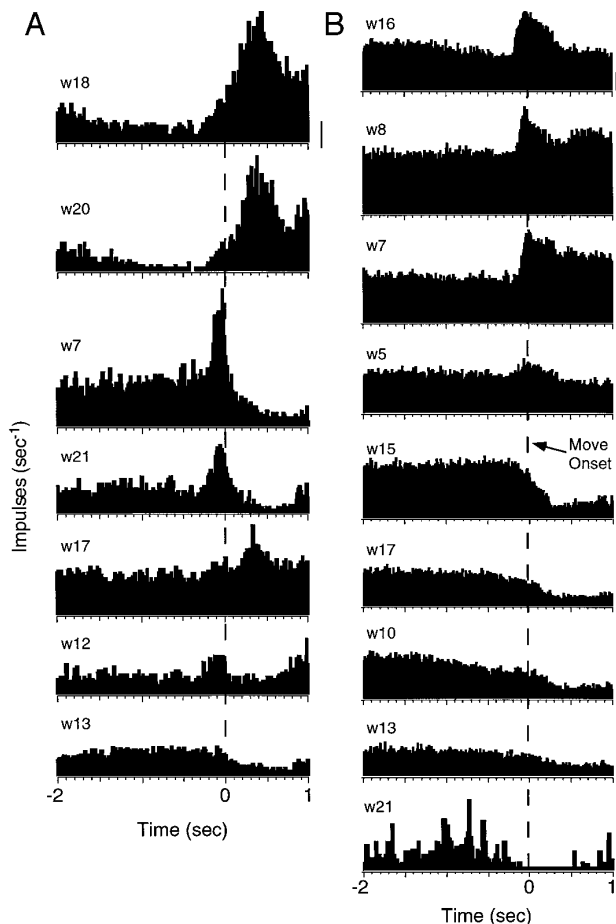 A
w18
w20
w7
w21
w17
w12
w13
Impulses (sec-1)
-2
0
1
Time (sec)
B
w16
w8
w7
w5
Move
Onset
w15
w17
w10
w13
w21
-2
0
1
Time (sec)